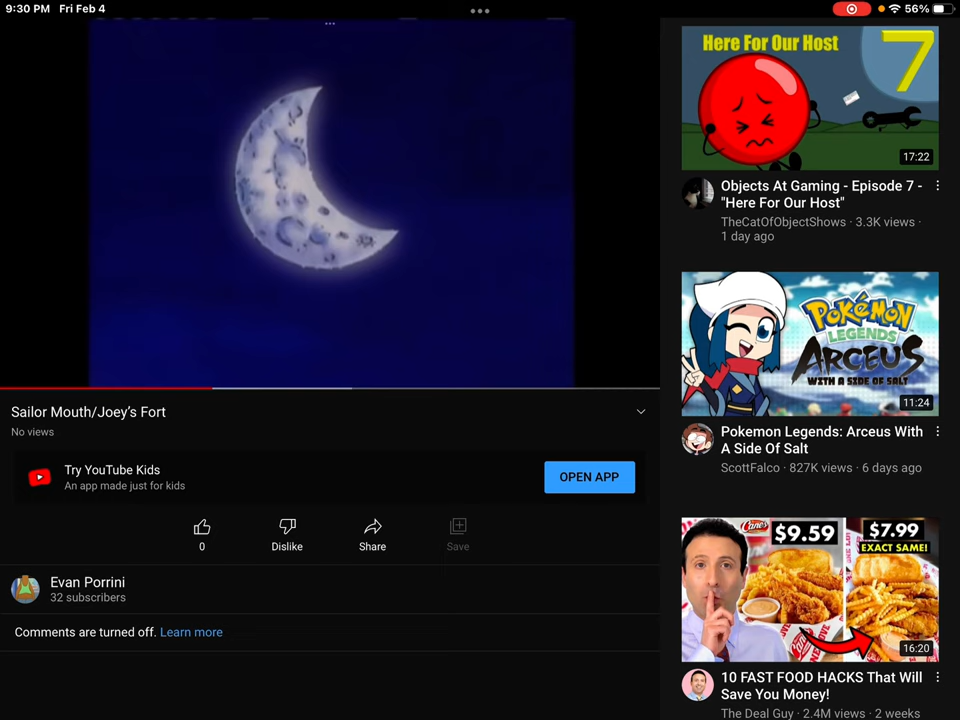 9:30 PM Fri Feb 4
56%
Sailor Mouth/Joey's Fort
No views
Try YouTube Kids
An app made just for kids
OPEN APP
0
Dislike
Share
Save
Evan Porrini
32 subscribers
Comments are turned off. Learn more
Here For Our Host
7
17:22
Objects At Gaming - Episode 7 -
"Here For Our Host"
TheCatOfObjectShows · 3.3K views ·
1 day ago
POKÉMON
LEGENDS
ARCEUS
WITH A SIDE OF SALT
11:24
Pokemon Legends: Arceus With
A Side Of Salt
ScottFalco · 827K views · 6 days ago
Canes
$9.59
$7.99
EXACT SAME!
16:20
10 FAST FOOD HACKS That Will
Save You Money!
The Deal Guy · 2.4M views · 2 weeks